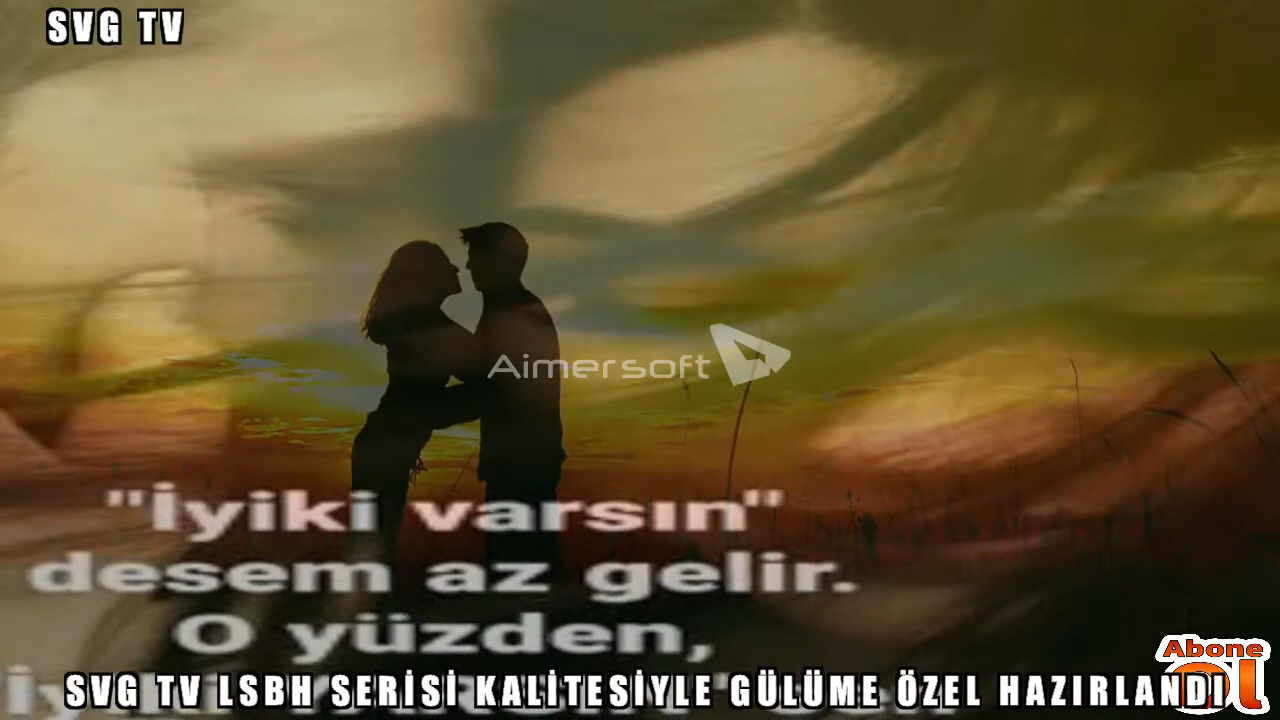 SVG TV
Aimersoft
"İyiki varsın"
desem az gelir.
O yüzden,
SVG TV LSBH SERİSİ KALİTESİYLE GÜLÜME ÖZEL HAZIRLANDI
Abone
ol